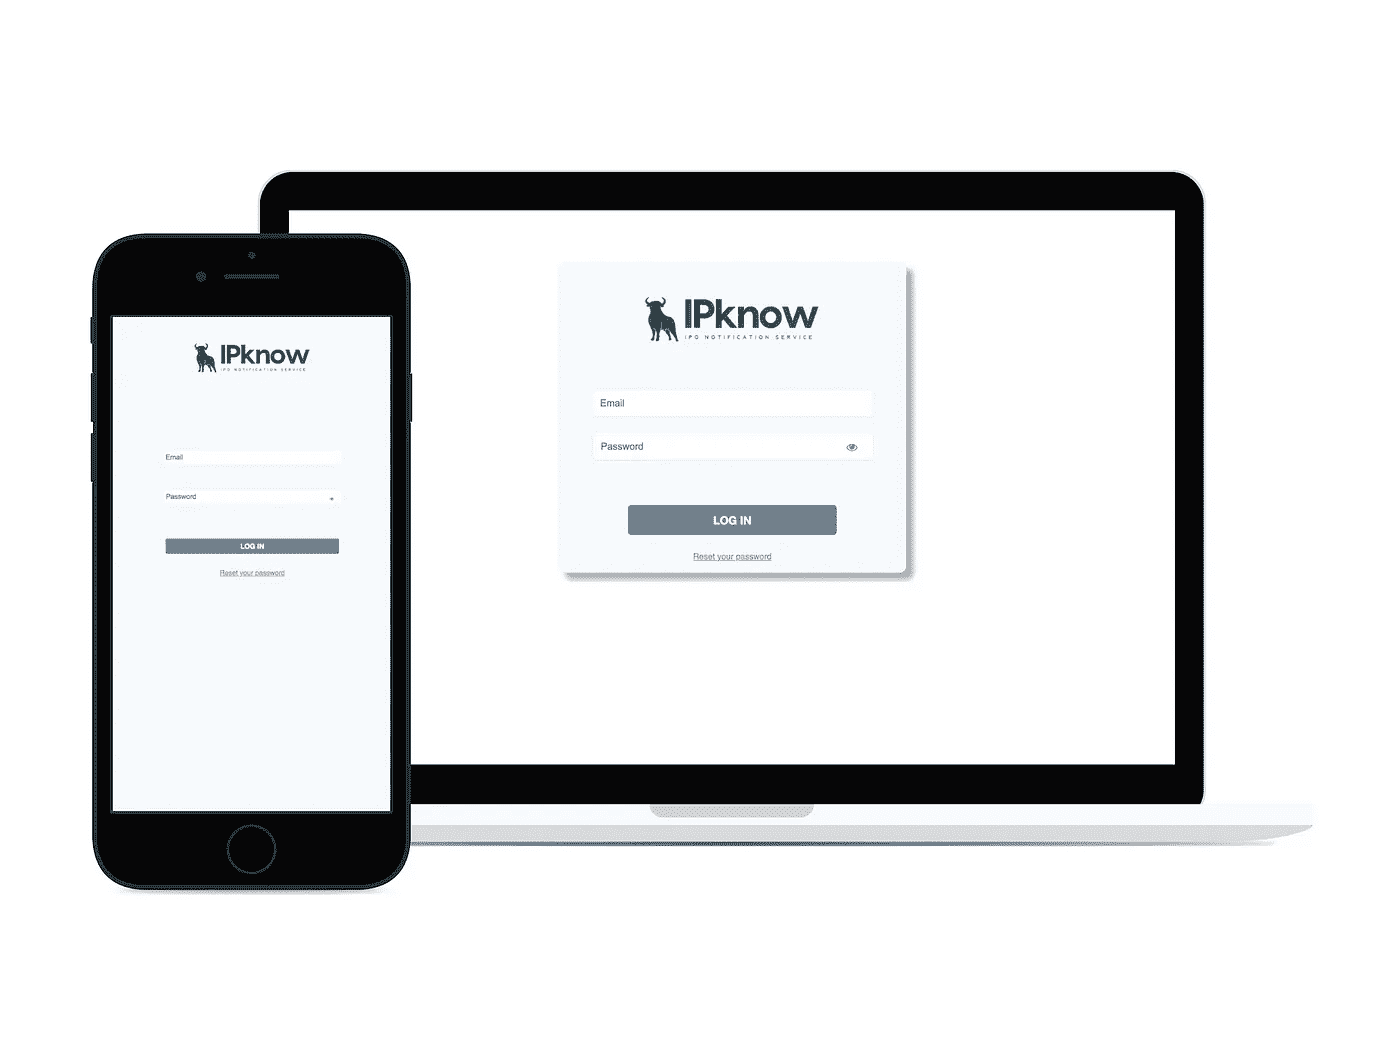 IPknow
IPO NOTIFICATION SERVICE
Email
Password
LOG IN
Reset your password
IPknow
IPO NOTIFICATION SERVICE
Email
Password
LOG IN
Reset your password